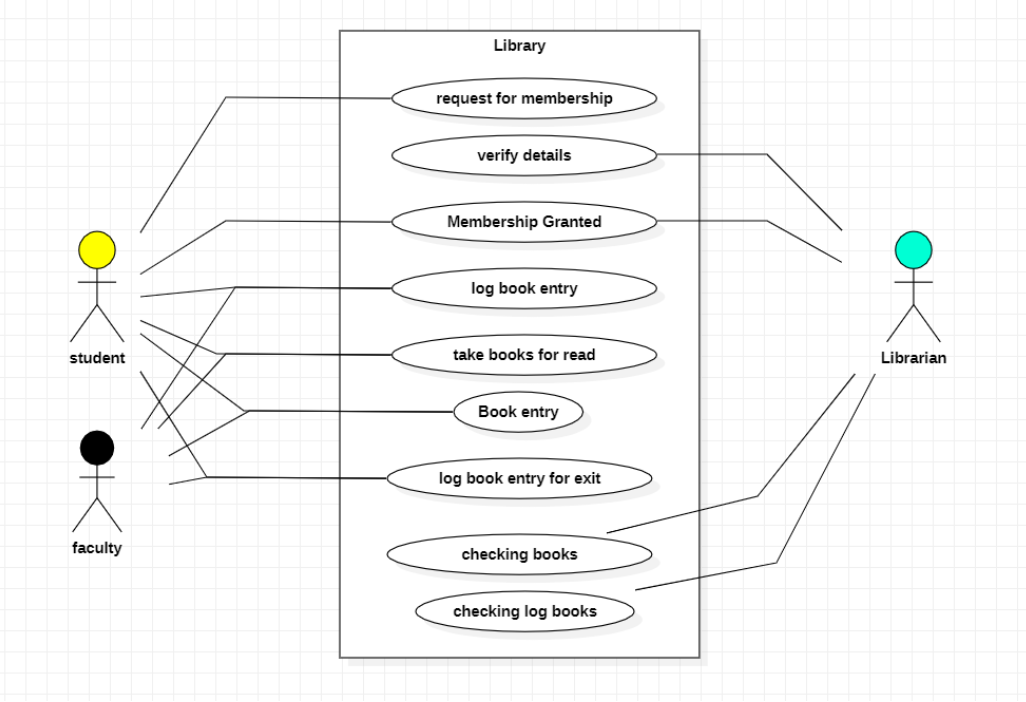 Library
request for membership
verify details
Membership Granted
log book entry
take books for read
Book entry
log book entry for exit
checking books
checking log books
student
faculty
Librarian